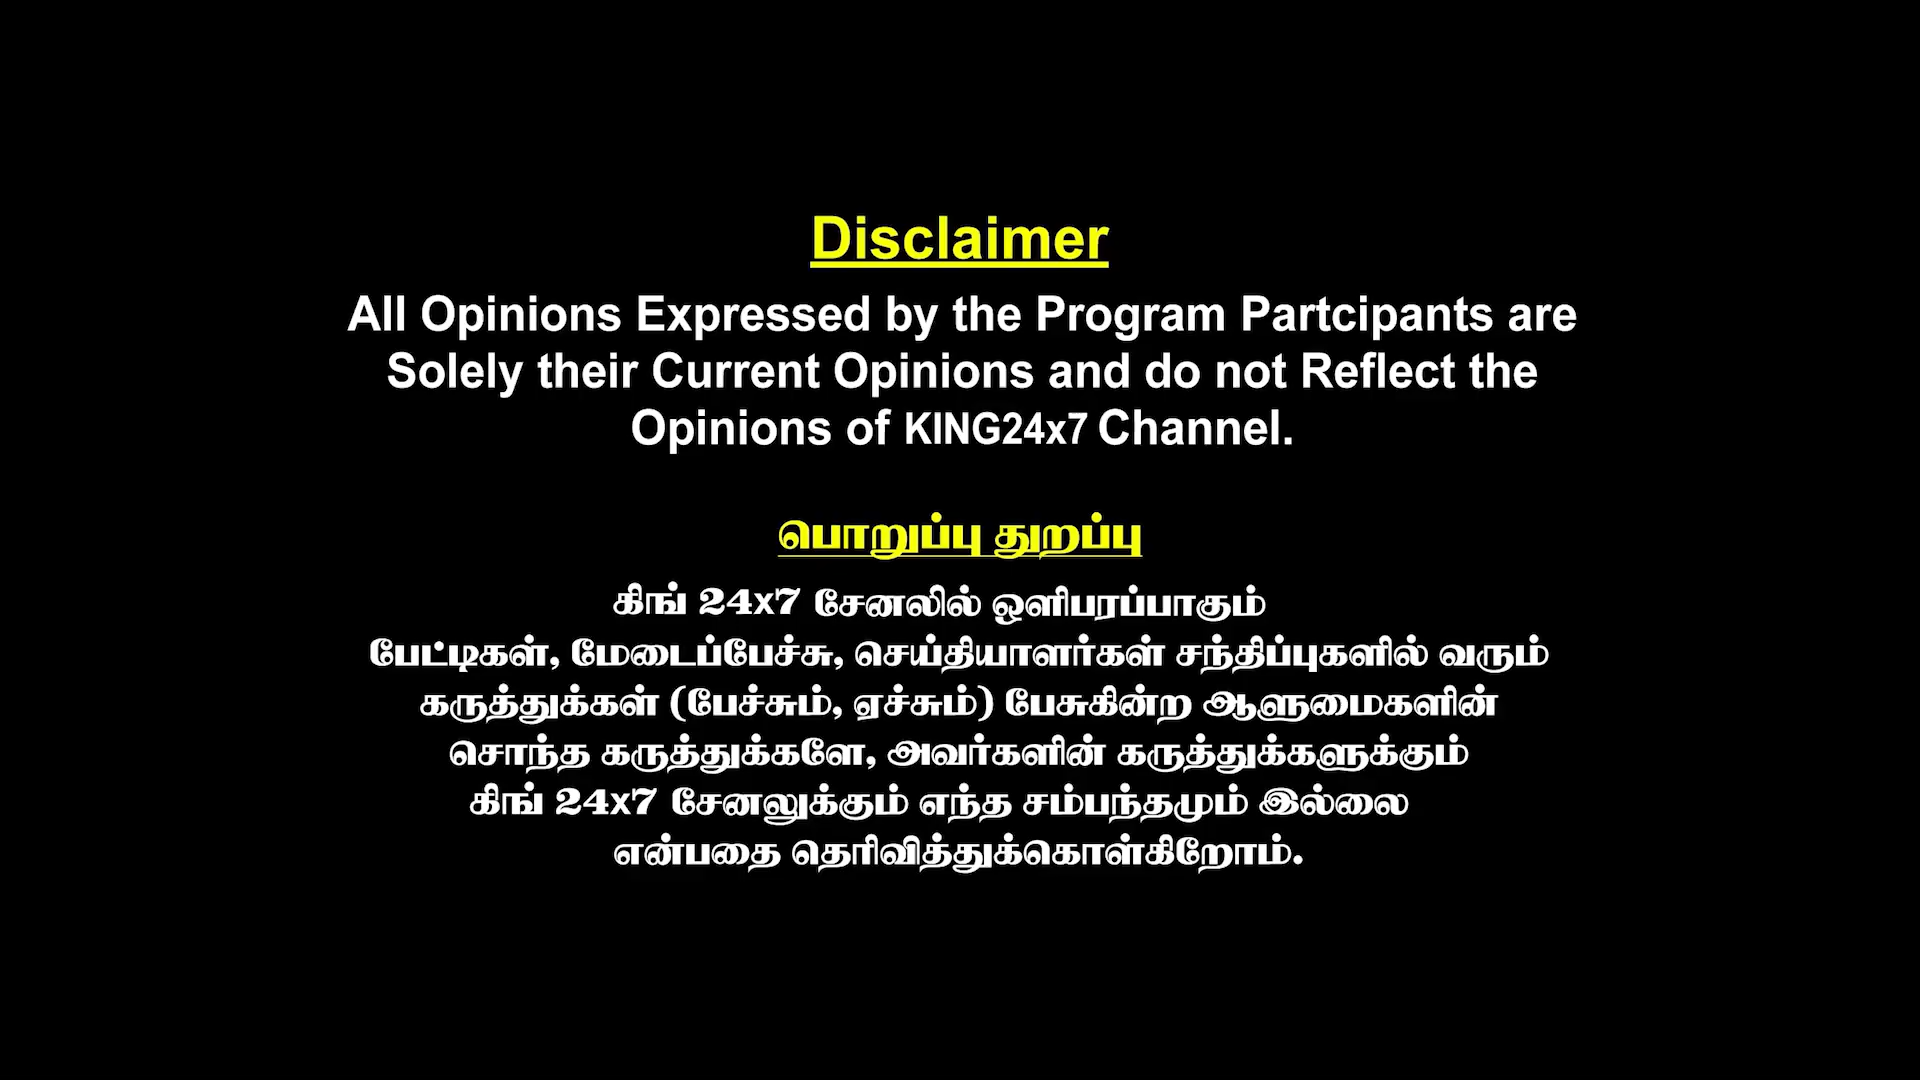 Disclaimer
All Opinions Expressed by the Program Partcipants are
Solely their Current Opinions and do not Reflect the
Opinions of KING24x7 Channel.
பொறுப்பு துறப்பு
கிங் 24x7 சேனலில் ஒளிபரப்பாகும்
பேட்டிகள், மேடைப்பேச்சு, செய்தியாளர்கள் சந்திப்புகளில் வரும்
கருத்துக்கள் (பேச்சும், ஏச்சும்) பேசுகின்ற ஆளுமைகளின்
சொந்த கருத்துக்களே, அவர்களின் கருத்துக்களுக்கும்
கிங் 24x7 சேனலுக்கும் எந்த சம்பந்தமும் இல்லை
என்பதை தெரிவித்துக்கொள்கிறோம்.